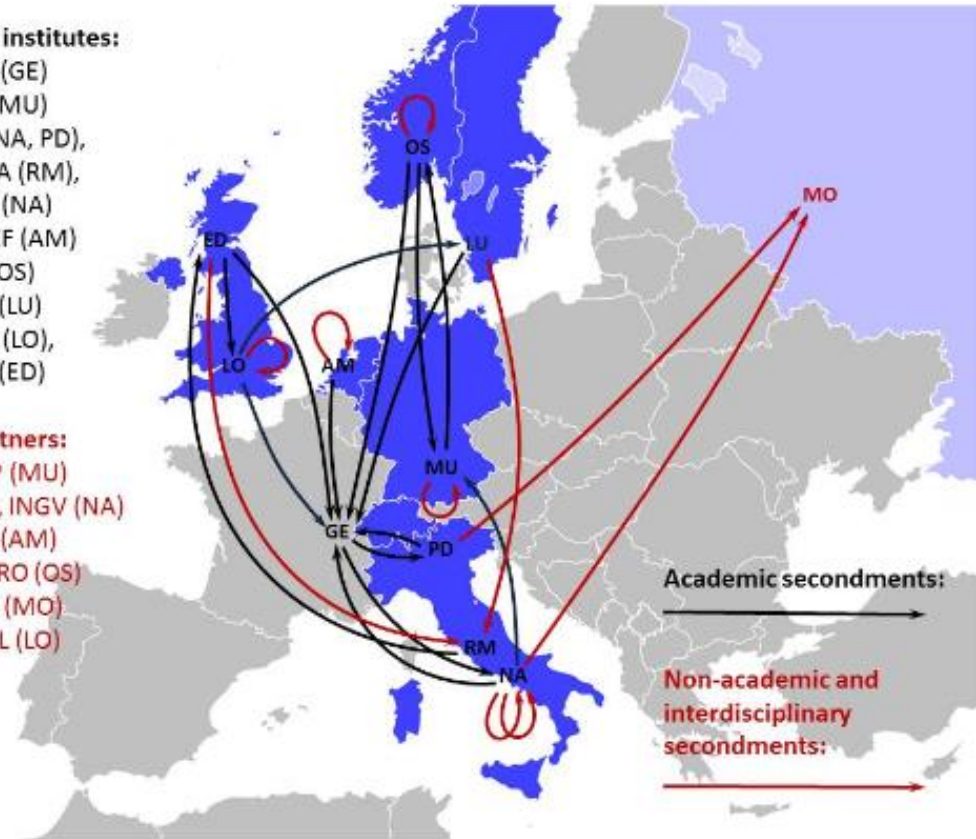 institutes:
(GE)
MU)
NA, PD),
A (RM),
(NA)
F (AM)
OS)
(LU)
(LO),
(ED)
tners:
(MU)
, INGV (NA)
(AM)
RO (OS)
(MO)
L (LO)
OS
MO
ED
LU
LO
AM
MU
GE
PD
RM
NA
Academic secondments:
Non-academic and
interdisciplinary
secondments: